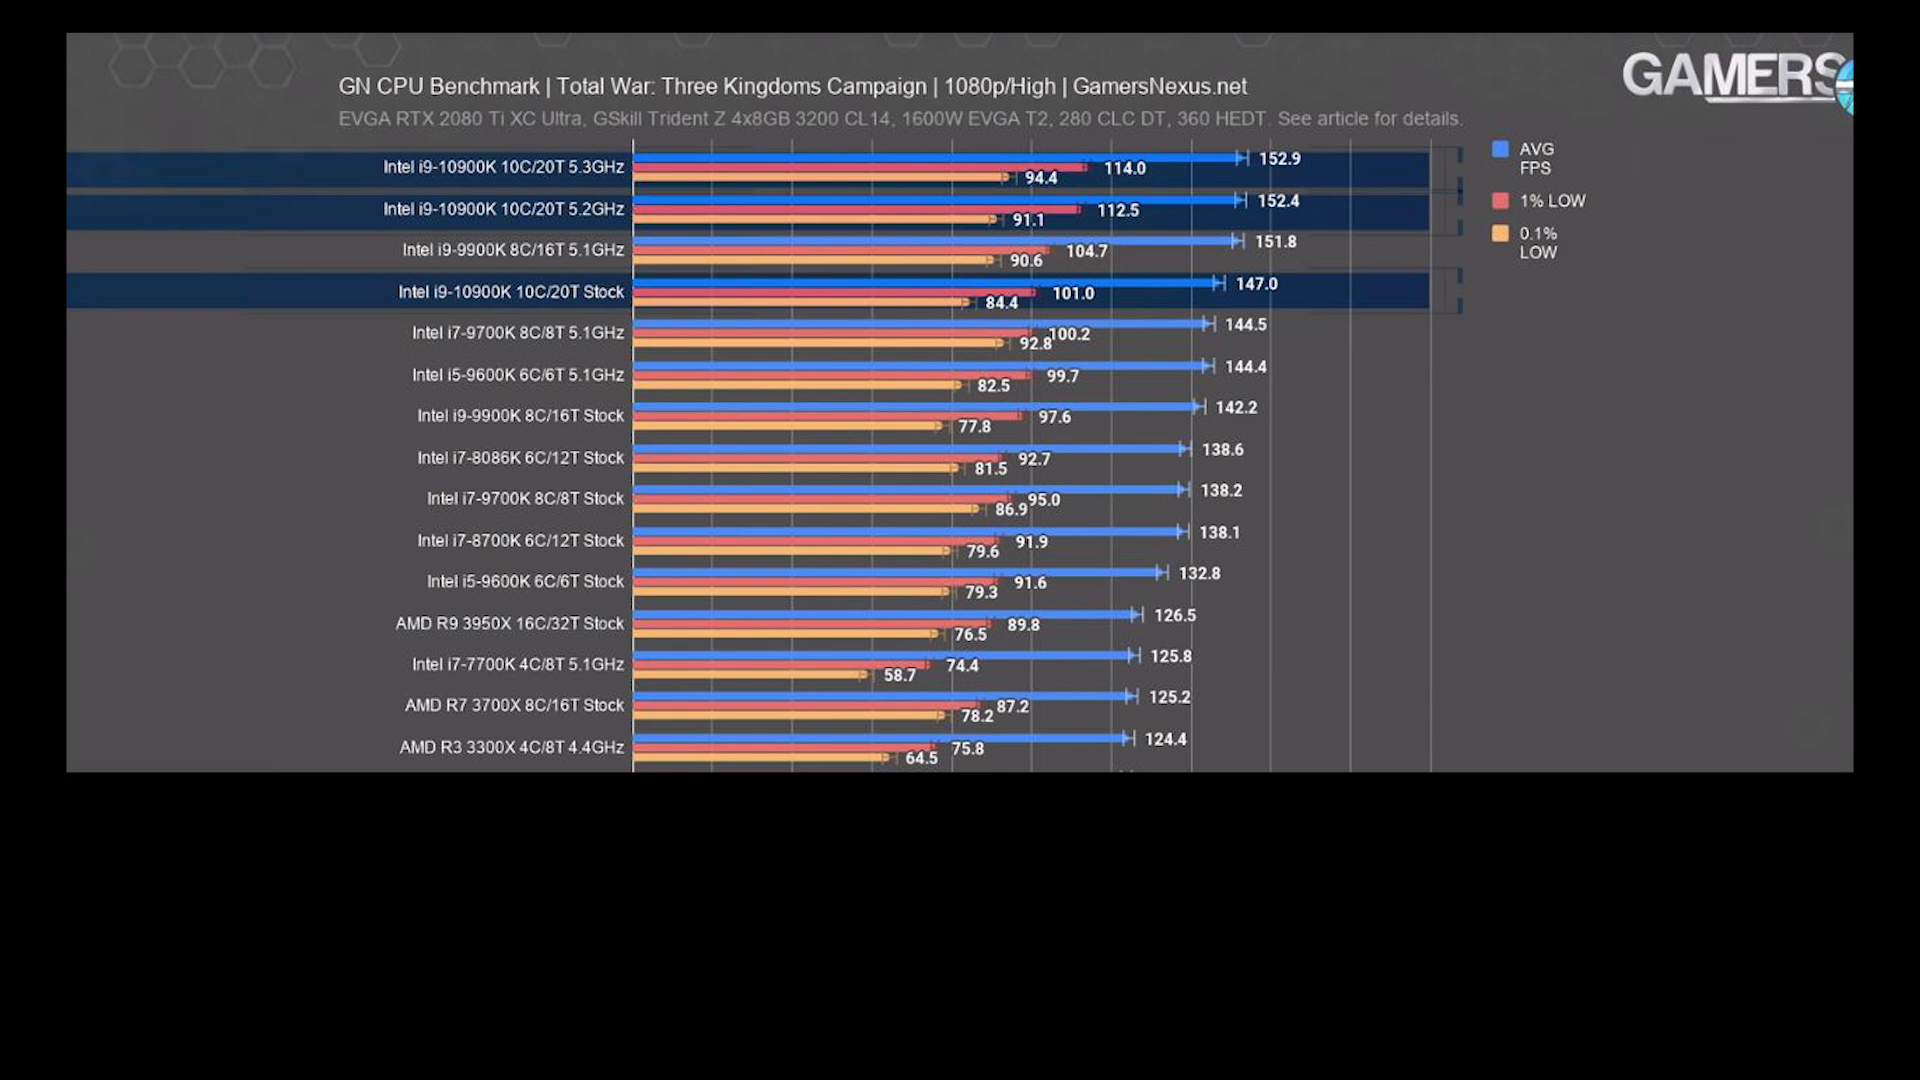 GAMERS
GN CPU Benchmark | Total War: Three Kingdoms Campaign | 1080p/High | GamersNexus.net
EVGA RTX 2080 Ti XC Ultra, GSkill Trident Z 4x8GB 3200 CL14, 1600W EVGA T2, 280 CLC DT, 360 HEDT. See article for details.
AVG
FPS
1% LOW
0.1%
LOW
Intel i9-10900K 10C/20T 5.3GHz 152.9 114.0 94.4
Intel i9-10900K 10C/20T 5.2GHz 152.4 112.5 91.1
Intel i9-9900K 8C/16T 5.1GHz 151.8 104.7 90.6
Intel i9-10900K 10C/20T Stock 147.0 101.0 84.4
Intel i7-9700K 8C/8T 5.1GHz 144.5 100.2 92.8
Intel i5-9600K 6C/6T 5.1GHz 144.4 99.7 82.5
Intel i9-9900K 8C/16T Stock 142.2 97.6 77.8
Intel i7-8086K 6C/12T Stock 138.6 92.7 81.5
Intel i7-9700K 8C/8T Stock 138.2 95.0 86.9
Intel i7-8700K 6C/12T Stock 138.1 91.9 79.6
Intel i5-9600K 6C/6T Stock 132.8 91.6 79.3
AMD R9 3950X 16C/32T Stock 126.5 89.8 76.5
Intel i7-7700K 4C/8T 5.1GHz 125.8 74.4 58.7
AMD R7 3700X 8C/16T Stock 125.2 87.2 78.2
AMD R3 3300X 4C/8T 4.4GHz 124.4 75.8 64.5